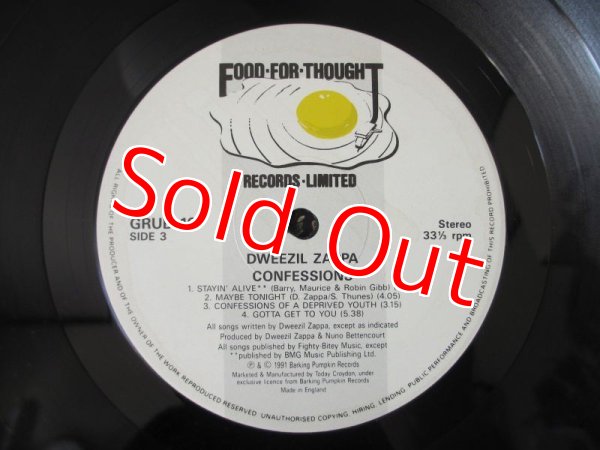 FOOD·FOR·THOUGHT
RECORDS·LIMITED
Sold Out
SIDE 3
Stereo
33⅓ rpm
DWEEZIL ZAPPA
CONFESSIONS
1. STAYIN' ALIVE** (Barry, Maurice & Robin Gibb)
2. MAYBE TONIGHT (D. Zappa/S. Thunes) (4.05)
3. CONFESSIONS OF A DEPRIVED YOUTH (3.15)
4. GOTTA GET TO YOU (5.38)
All songs written by Dweezil Zappa, except as indicated
Produced by Dweezil Zappa & Nuno Bettencourt
All songs published by Fighty-Bitey Music, except
**published by BMG Music Publishing Ltd.
℗ & © 1991 Barking Pumpkin Records
Marketed & Manufactured by Today Croydon, under
exclusive licence from Barking Pumpkin Records
Made in England
ALL RIGHTS OF THE PRODUCER AND OF THE OWNER OF THE WORK REPRODUCED RESERVED. UNAUTHORISED COPYING, HIRING, LENDING, PUBLIC PERFORMANCE AND BROADCASTING OF THIS RECORD PROHIBITED